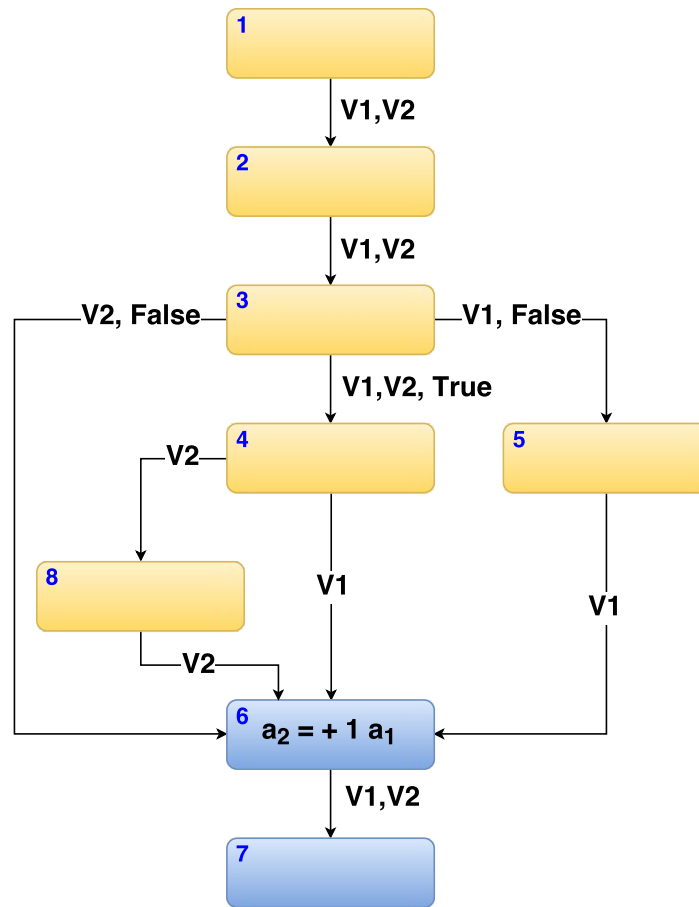 1
V1,V2
2
V1,V2
3
V2, False
V1, False
V1,V2, True
4
5
V2
8
V1
V1
V2
6
a₂ = + 1 a₁
V1,V2
7